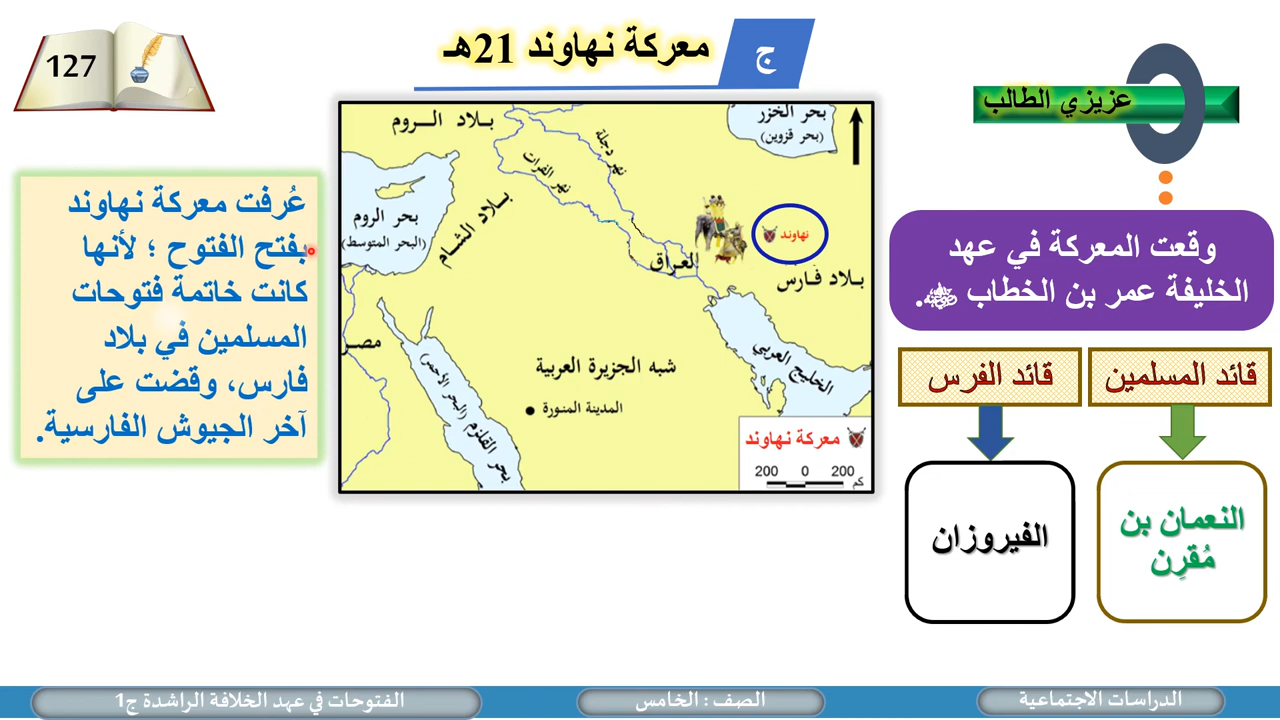 127
ج
معركة نهاوند 21هـ
عزيزي الطالب
وقعت المعركة في عهد
الخليفة عمر بن الخطاب ﵁.
قائد المسلمين
قائد الفرس
النعمان بن
مُقرِن
الفيروزان
بلاد الروم
بحر الخزر
(بحر قزوين)
نهر دجلة
نهر الفرات
بحر الروم
(البحر المتوسط)
بلاد الشام
نهاوند
العراق
بلاد فارس
مصر
شبه الجزيرة العربية
الخليج العربي
المدينة المنورة
بحر القلزم (البحر الأحمر)
معركة نهاوند
200 0 200
كم
عُرفت معركة نهاوند
بفتح الفتوح ؛ لأنها
كانت خاتمة فتوحات
المسلمين في بلاد
فارس، وقضت على
آخر الجيوش الفارسية.
الدراسات الاجتماعية
الصف : الخامس
الفتوحات في عهد الخلافة الراشدة ج1